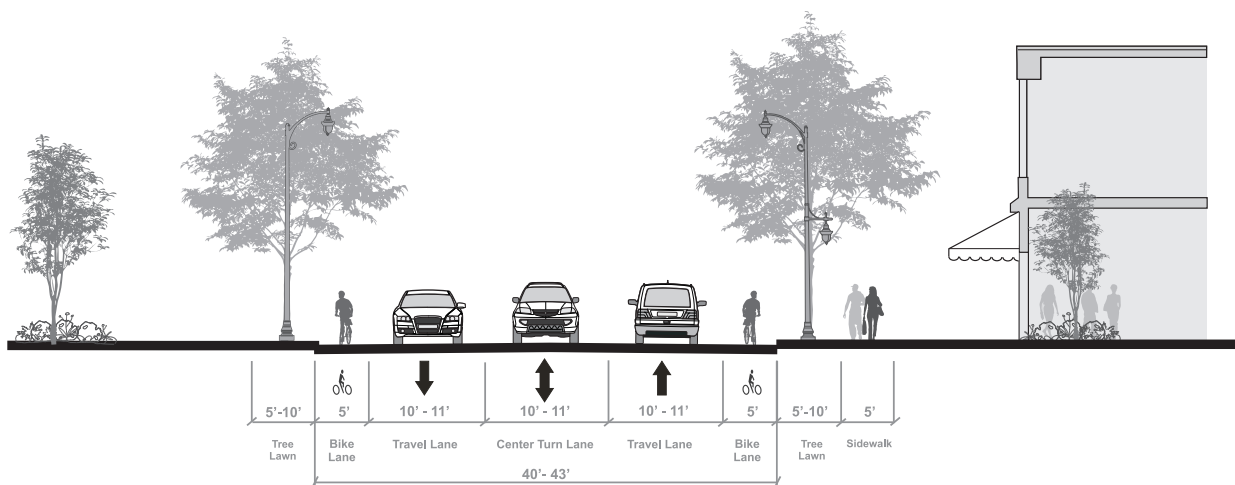 5'-10' 5' 10' - 11' 10' - 11' 10' - 11' 5' 5'-10' 5'
Tree Lawn Bike Lane Travel Lane Center Turn Lane Travel Lane Bike Lane Tree Lawn Sidewalk
40'- 43'